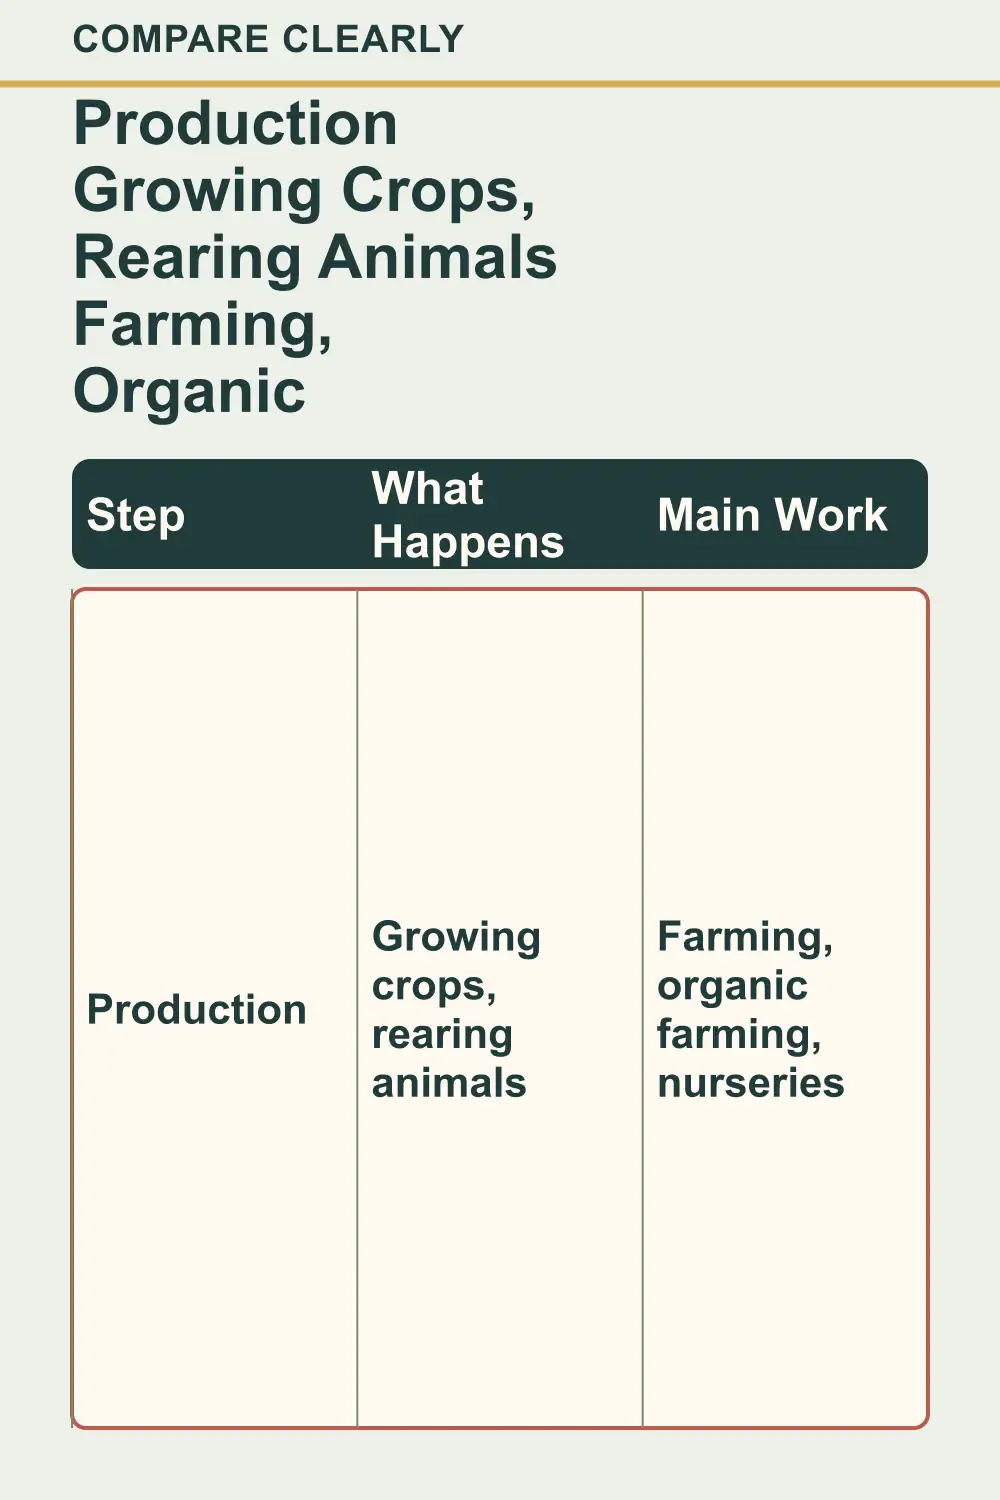 COMPARE CLEARLY
Production
Growing Crops,
Rearing Animals
Farming,
Organic
Step
What
Happens
Main Work
Production
Growing
crops,
rearing
animals
Farming,
organic
farming,
nurseries